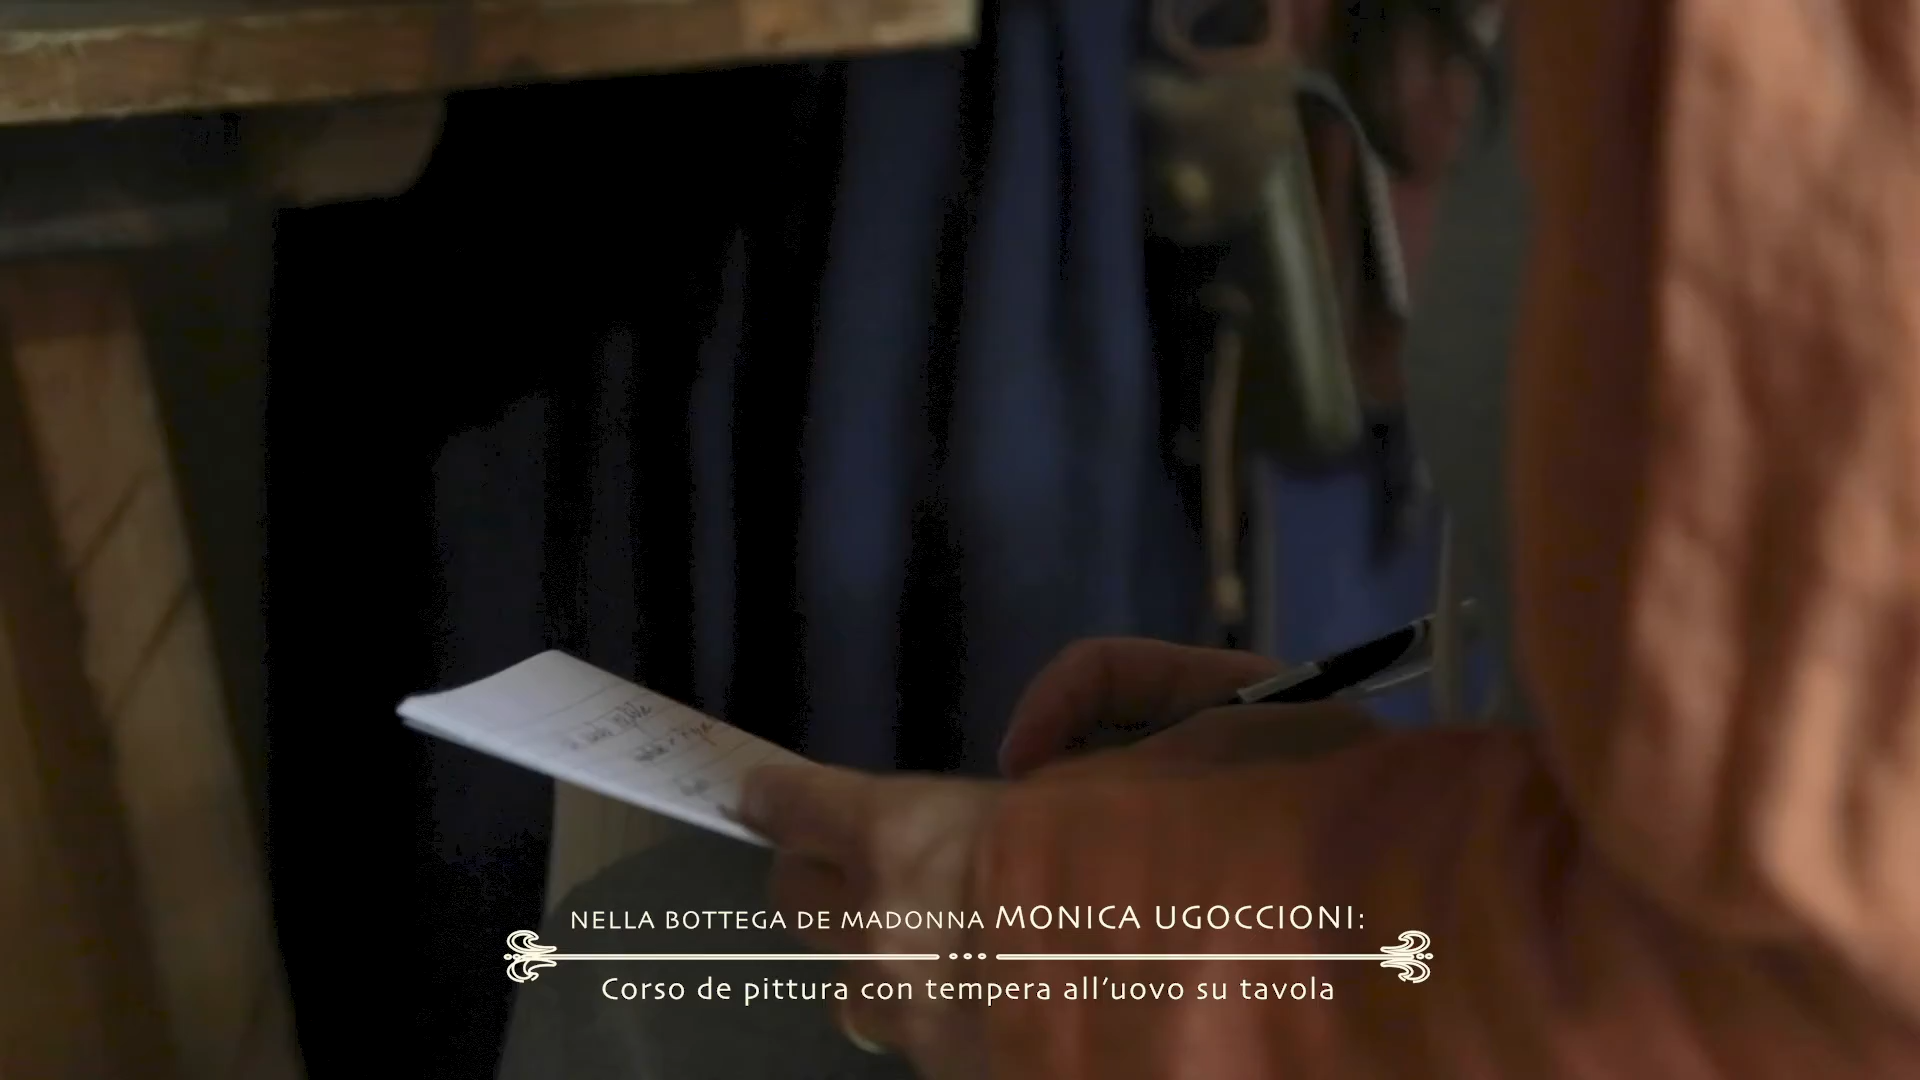 NELLA BOTTEGA DE MADONNA MONICA UGOCCIONI:
Corso de pittura con tempera all'uovo su tavola